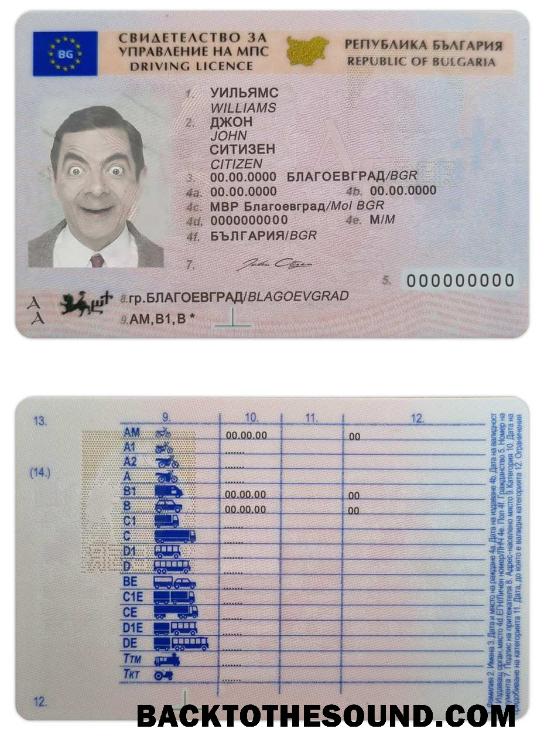 BG
СВИДЕТЕЛСТВО ЗА
УПРАВЛЕНИЕ НА МПС
DRIVING LICENCE
РЕПУБЛИКА БЪЛГАРИЯ
REPUBLIC OF BULGARIA
1. УИЛЬЯМС
WILLIAMS
2. ДЖОН
JOHN
СИТИЗЕН
CITIZEN
3. 00.00.0000 БЛАГОЕВГРАД/BGR
4a. 00.00.0000 4b. 00.00.0000
4c. МВР Благоевград/MoI BGR
4d. 0000000000 4e. М/M
4f. БЪЛГАРИЯ/BGR
7.
5. 000000000
8. гр.БЛАГОЕВГРАД/BLAGOEVGRAD
9. AM,B1,B *
13. 9. 10. 11. 12.
AM 00.00.00 00
A1 ......
(14.) A2 ......
A ......
B1 00.00.00 00
B 00.00.00 00
C1 ......
C ......
D1 ......
D ......
BE ......
C1E ......
CE ......
D1E ......
DE ......
Ттм ......
Ткт ......
12.
BACKTOTHESOUND.COM